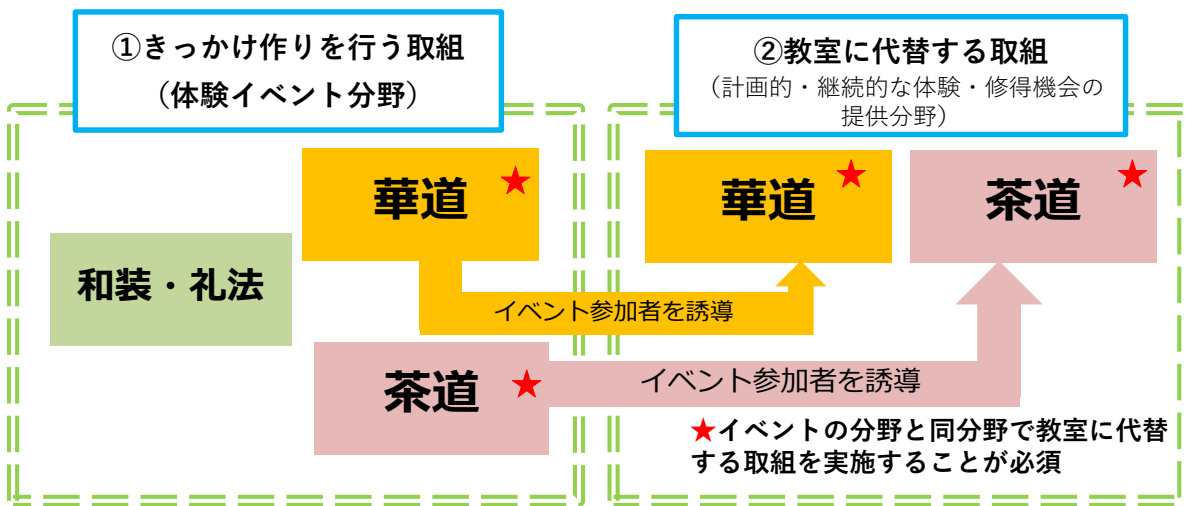 ①きっかけ作りを行う取組
（体験イベント分野）
和装・礼法
華道 ★
イベント参加者を誘導
茶道 ★
②教室に代替する取組
（計画的・継続的な体験・修得機会の
提供分野）
華道 ★
茶道 ★
イベント参加者を誘導
★イベントの分野と同分野で教室に代替
する取組を実施することが必須